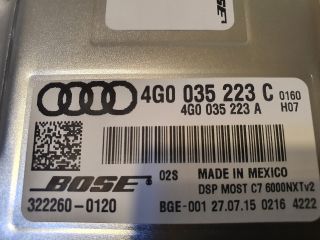 4G0 035 223 C 0160
4G0 035 223 A H07
02S MADE IN MEXICO
BOSE DSP MOST C7 6000NXTv2
322260-0120 BGE-001 27.07.15 0216 4222